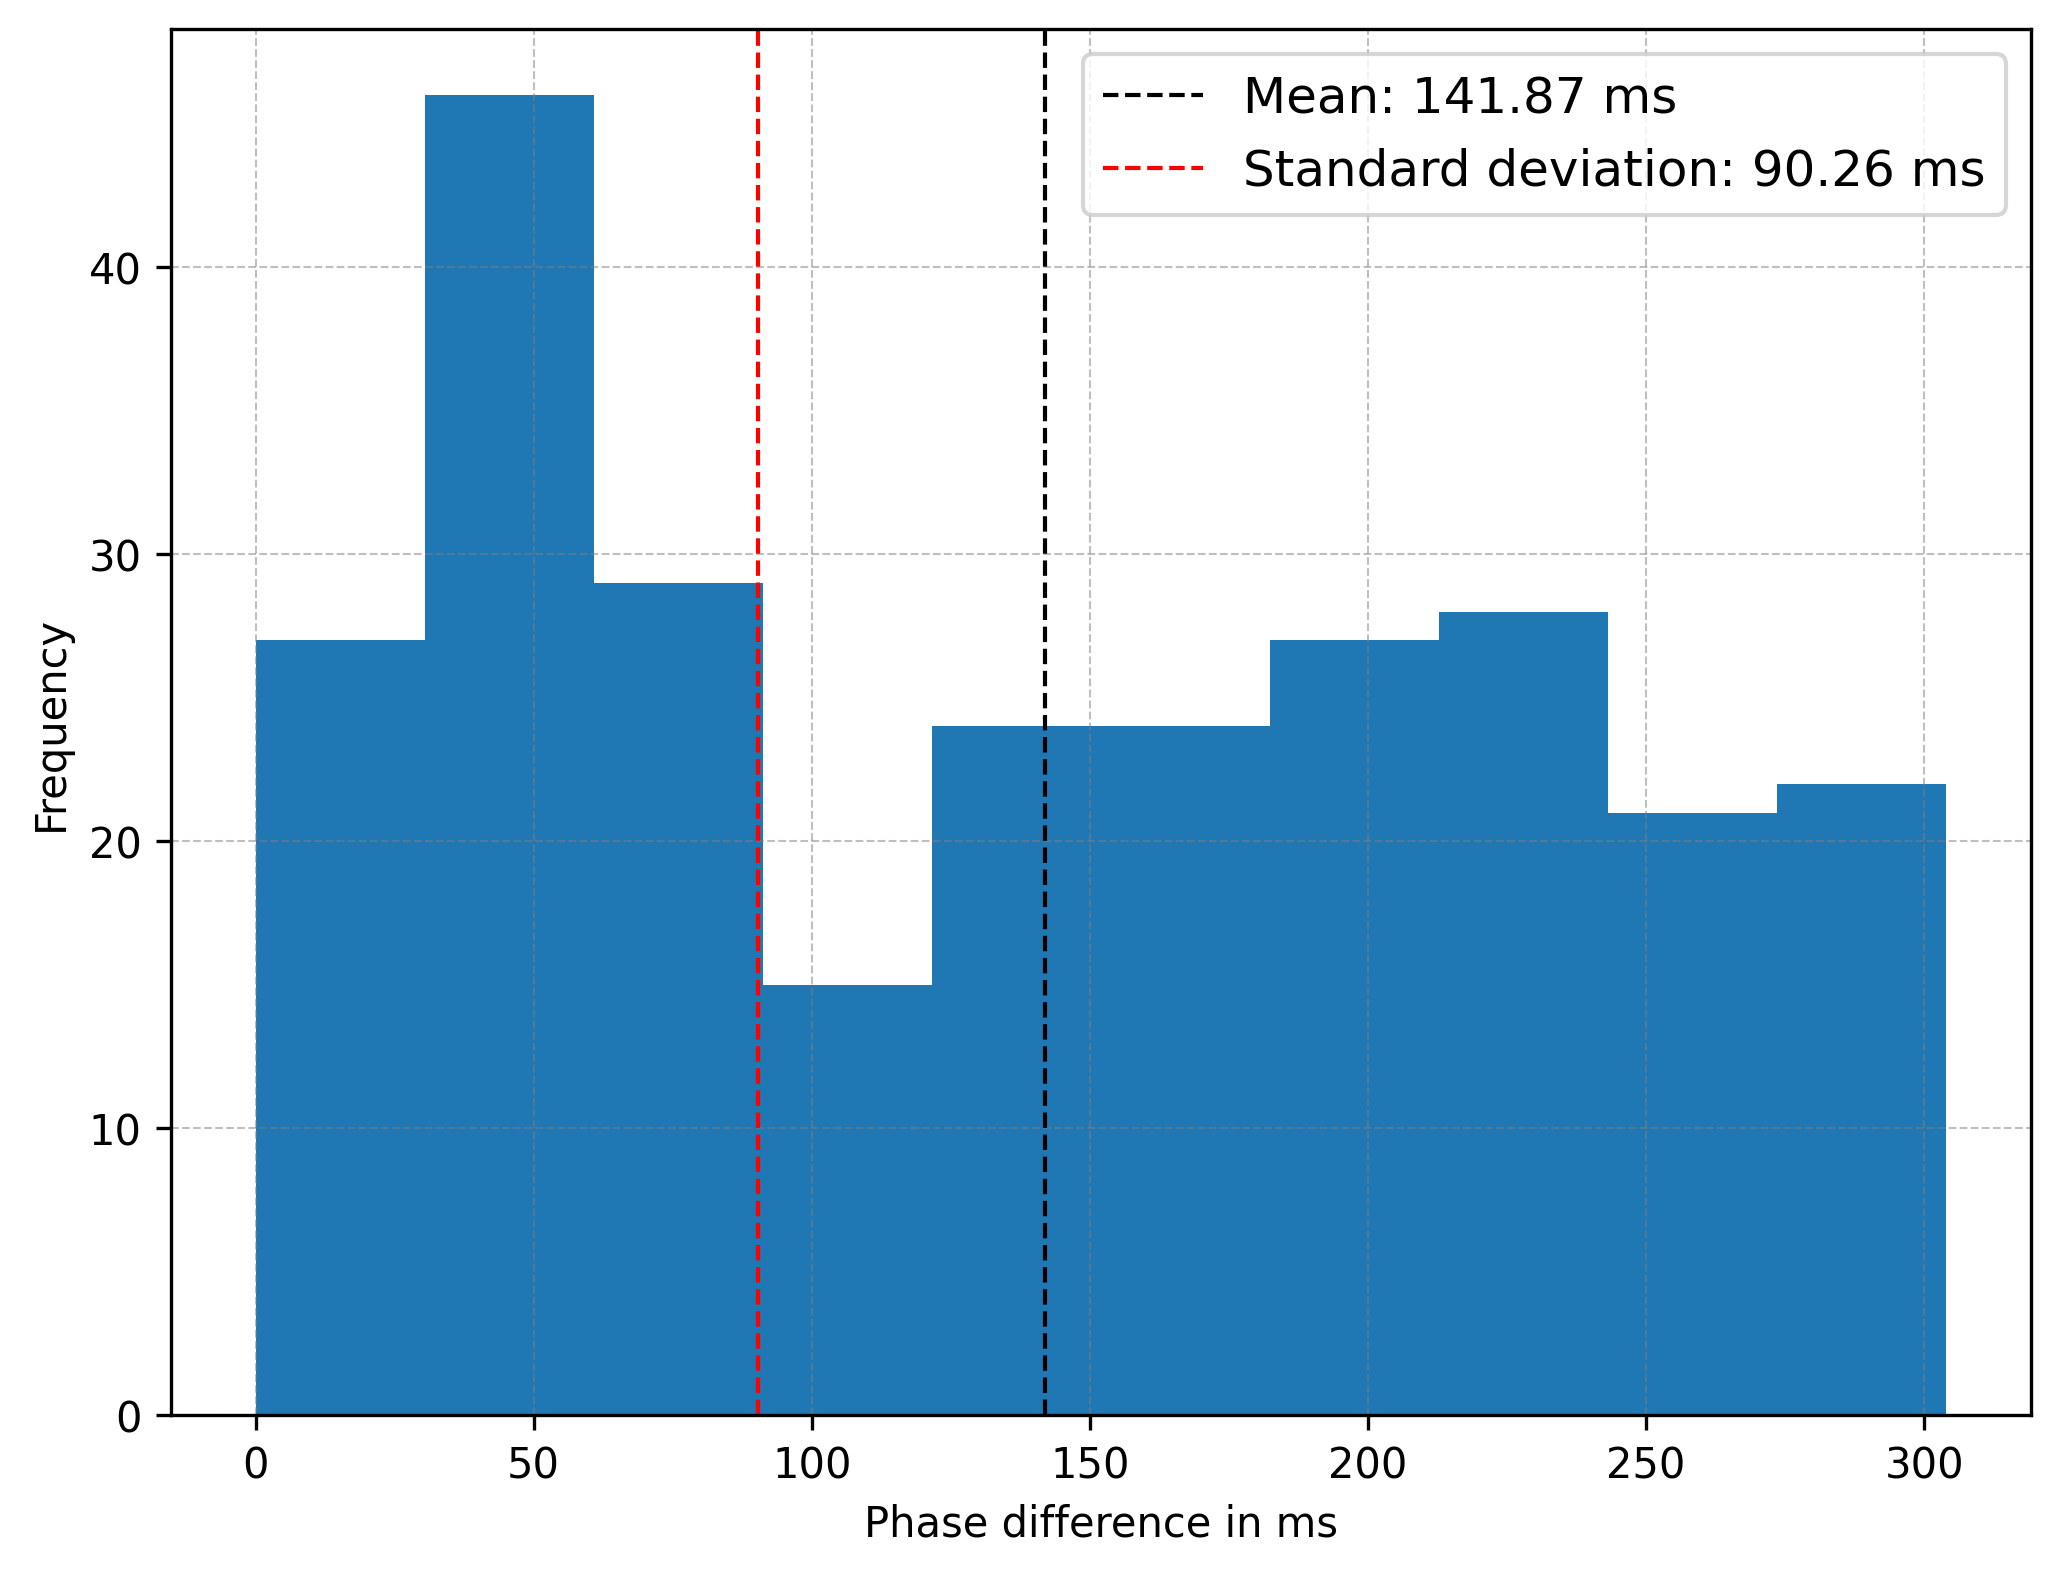 Mean: 141.87 ms
Standard deviation: 90.26 ms
40
30
20
10
0
Frequency
0 50 100 150 200 250 300
Phase difference in ms